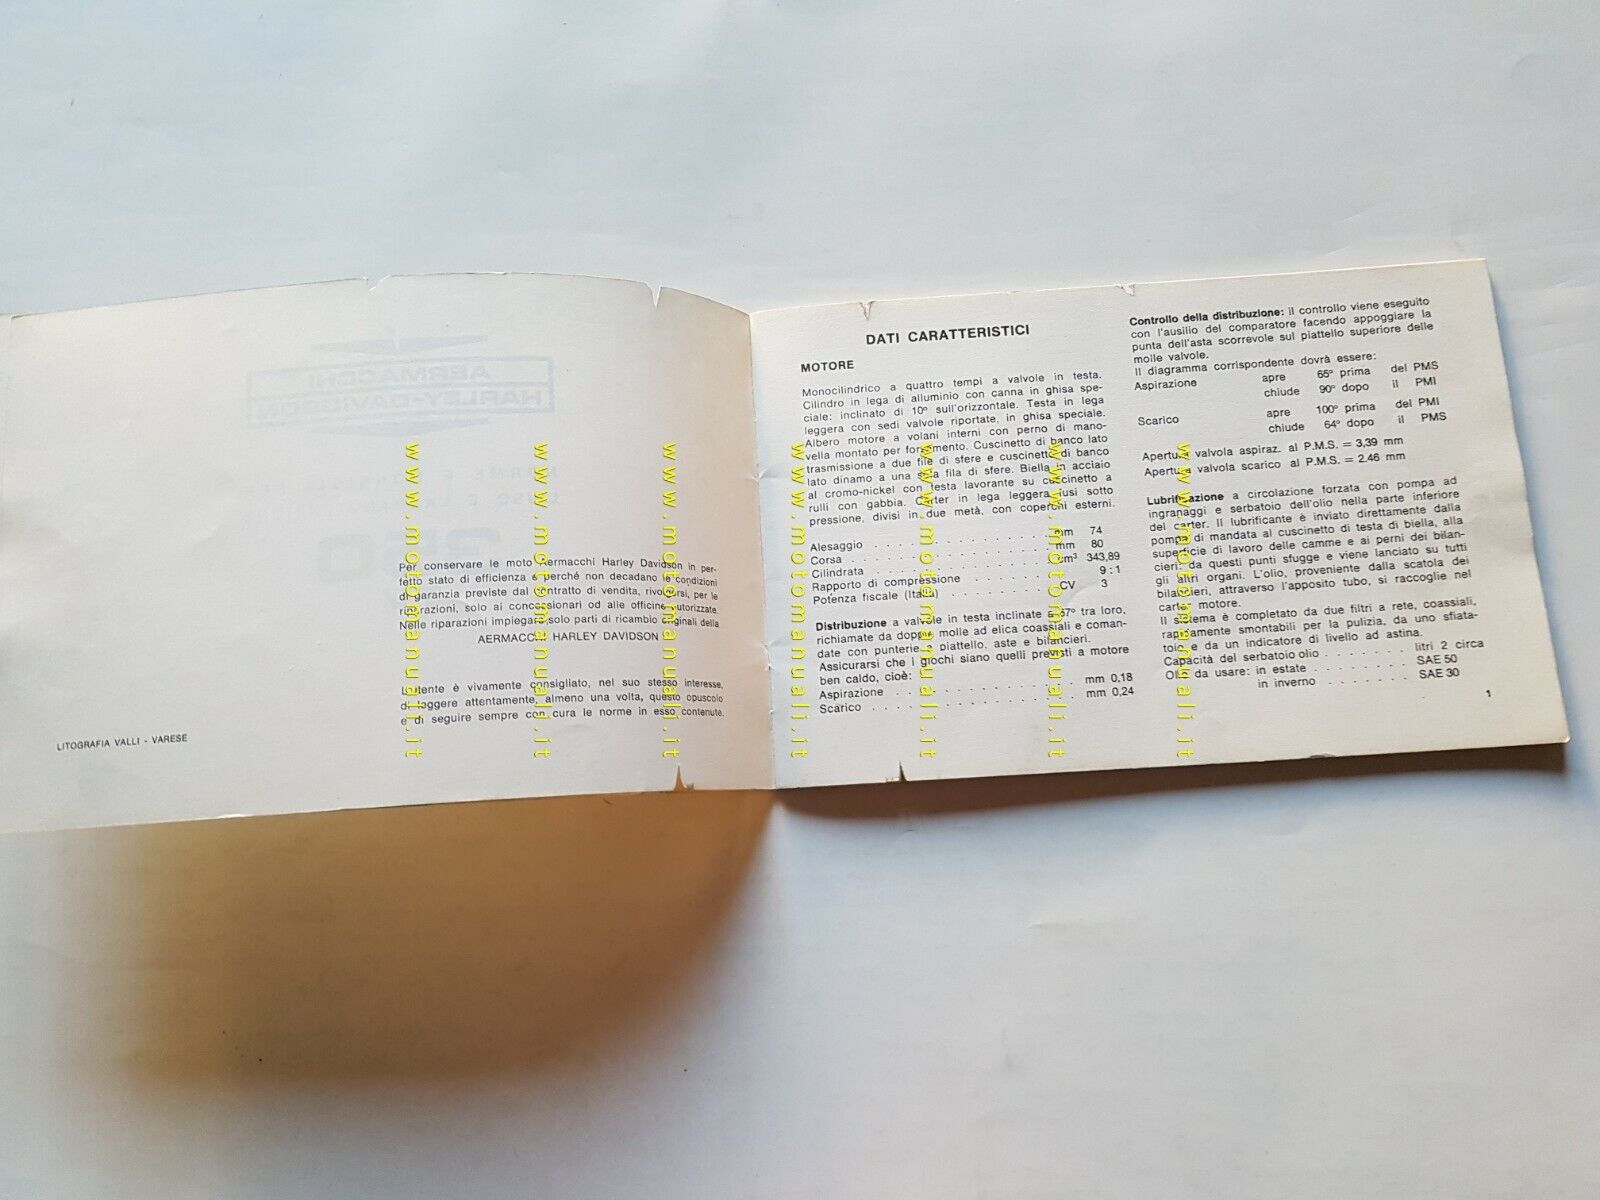 Per conservare le moto Aermacchi Harley Davidson in per-
fetto stato di efficienza e perché non decadano le condizioni
di garanzia previste dal contratto di vendita, rivolgersi, per le
riparazioni, solo ai concessionari od alle officine autorizzate.
Nelle riparazioni impiegare solo parti di ricambio originali della
AERMACCHI HARLEY DAVIDSON
L'utente è vivamente consigliato, nel suo stesso interesse,
di leggere attentamente, almeno una volta, questo opuscolo
e di seguire sempre con cura le norme in esso contenute.
LITOGRAFIA VALLI - VARESE
DATI CARATTERISTICI
MOTORE
Monocilindrico a quattro tempi a valvole in testa.
Cilindro in lega di alluminio con canna in ghisa spe-
ciale: inclinato di 10° sull'orizzontale. Testa in lega
leggera con sedi valvole riportate, in ghisa speciale.
Albero motore a volani interni con perno di mano-
vella montato per forzamento. Cuscinetto di banco lato
trasmissione a due file di sfere e cuscinetto di banco
lato dinamo a una sola fila di sfere. Biella in acciaio
al cromo-nickel con testa lavorante su cuscinetto a
rulli con gabbia. Carter in lega leggera fusi sotto
pressione, divisi in due metà, con coperchi esterni.
Alesaggio . . . . . . . . . . . . . mm 74
Corsa . . . . . . . . . . . . . mm 80
Cilindrata . . . . . . . . . . . . . cm³ 343,89
Rapporto di compressione . . . . . 9 : 1
Potenza fiscale (Italia) . . . . . . . CV 3
Distribuzione a valvole in testa inclinate a 67° tra loro,
richiamate da doppie molle ad elica coassiali e coman-
date con punterie a piattello, aste e bilancieri.
Assicurarsi che i giochi siano quelli previsti a motore
ben caldo, cioè:
Aspirazione . . . . . . . . . . . . mm 0,18
Scarico . . . . . . . . . . . . mm 0,24
Controllo della distribuzione: il controllo viene eseguito
con l'ausilio del comparatore facendo appoggiare la
punta dell'asta scorrevole sul piattello superiore delle
molle valvole.
Il diagramma corrispondente dovrà essere:
Aspirazione apre 65° prima del PMS
chiude 90° dopo il PMI
Scarico apre 100° prima del PMI
chiude 64° dopo il PMS
Apertura valvola aspiraz. al P.M.S. = 3,39 mm
Apertura valvola scarico al P.M.S. = 2.46 mm
Lubrificazione a circolazione forzata con pompa ad
ingranaggi e serbatoio dell'olio nella parte inferiore
del carter. Il lubrificante è inviato direttamente dalla
pompa di mandata al cuscinetto di testa di biella, alla
superficie di lavoro delle camme e ai perni dei bilan-
cieri, da questi punti sfugge e viene lanciato su tutti
gli altri organi. L'olio, proveniente dalla scatola dei
bilancieri, attraverso l'apposito tubo, si raccoglie nel
carter motore.
Il sistema è completato da due filtri a rete, coassiali,
rapidamente smontabili per la pulizia, da uno sfiata-
toio e da un indicatore di livello ad astina.
Capacità del serbatoio olio . . . . . . . litri 2 circa
Olio da usare: in estate . . . . . . . . SAE 50
in inverno . . . . . . . SAE 30
1
www.motomanuali.it
www.motomanuali.it
www.motomanuali.it
www.motomanuali.it
www.motomanuali.it
www.motomanuali.it
www.motomanuali.it